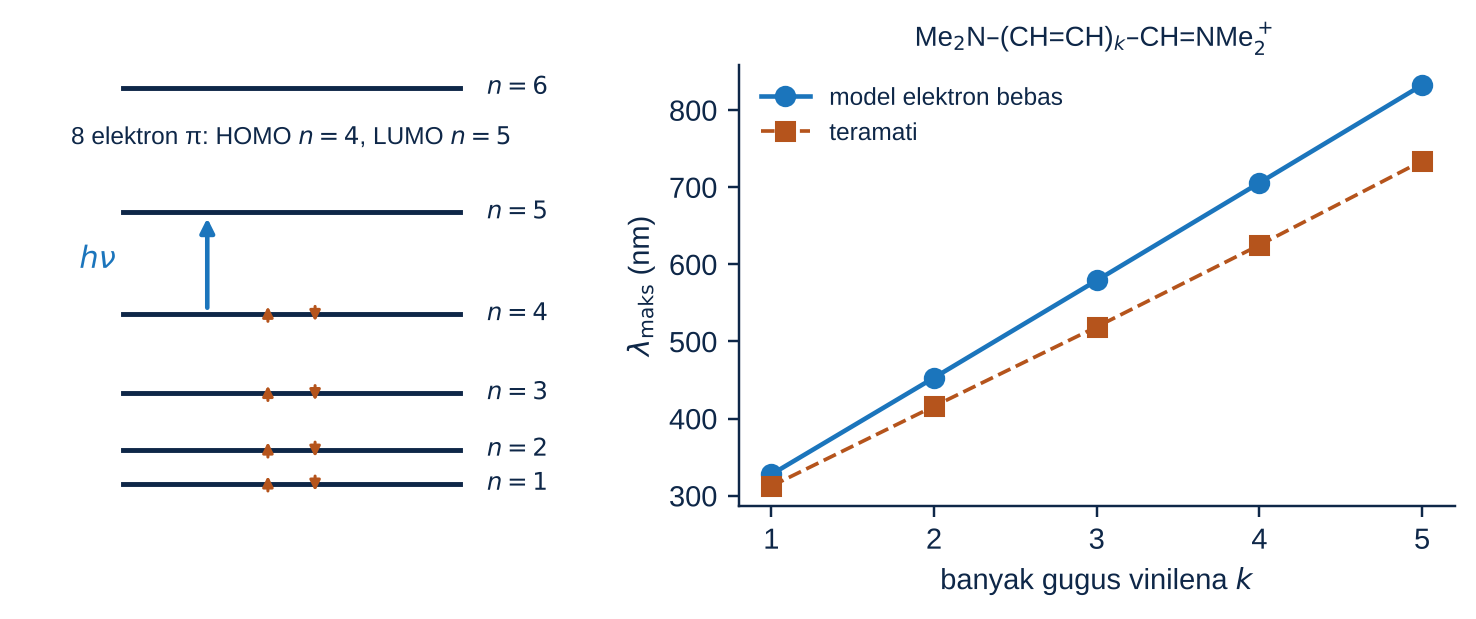 n = 6
8 elektron π: HOMO n = 4, LUMO n = 5
n = 5
hν
n = 4
n = 3
n = 2
n = 1
Me₂N–(CH=CH)ₖ–CH=NMe₂⁺
model elektron bebas
teramati
λmaks (nm)
800
700
600
500
400
300
1 2 3 4 5
banyak gugus vinilena k